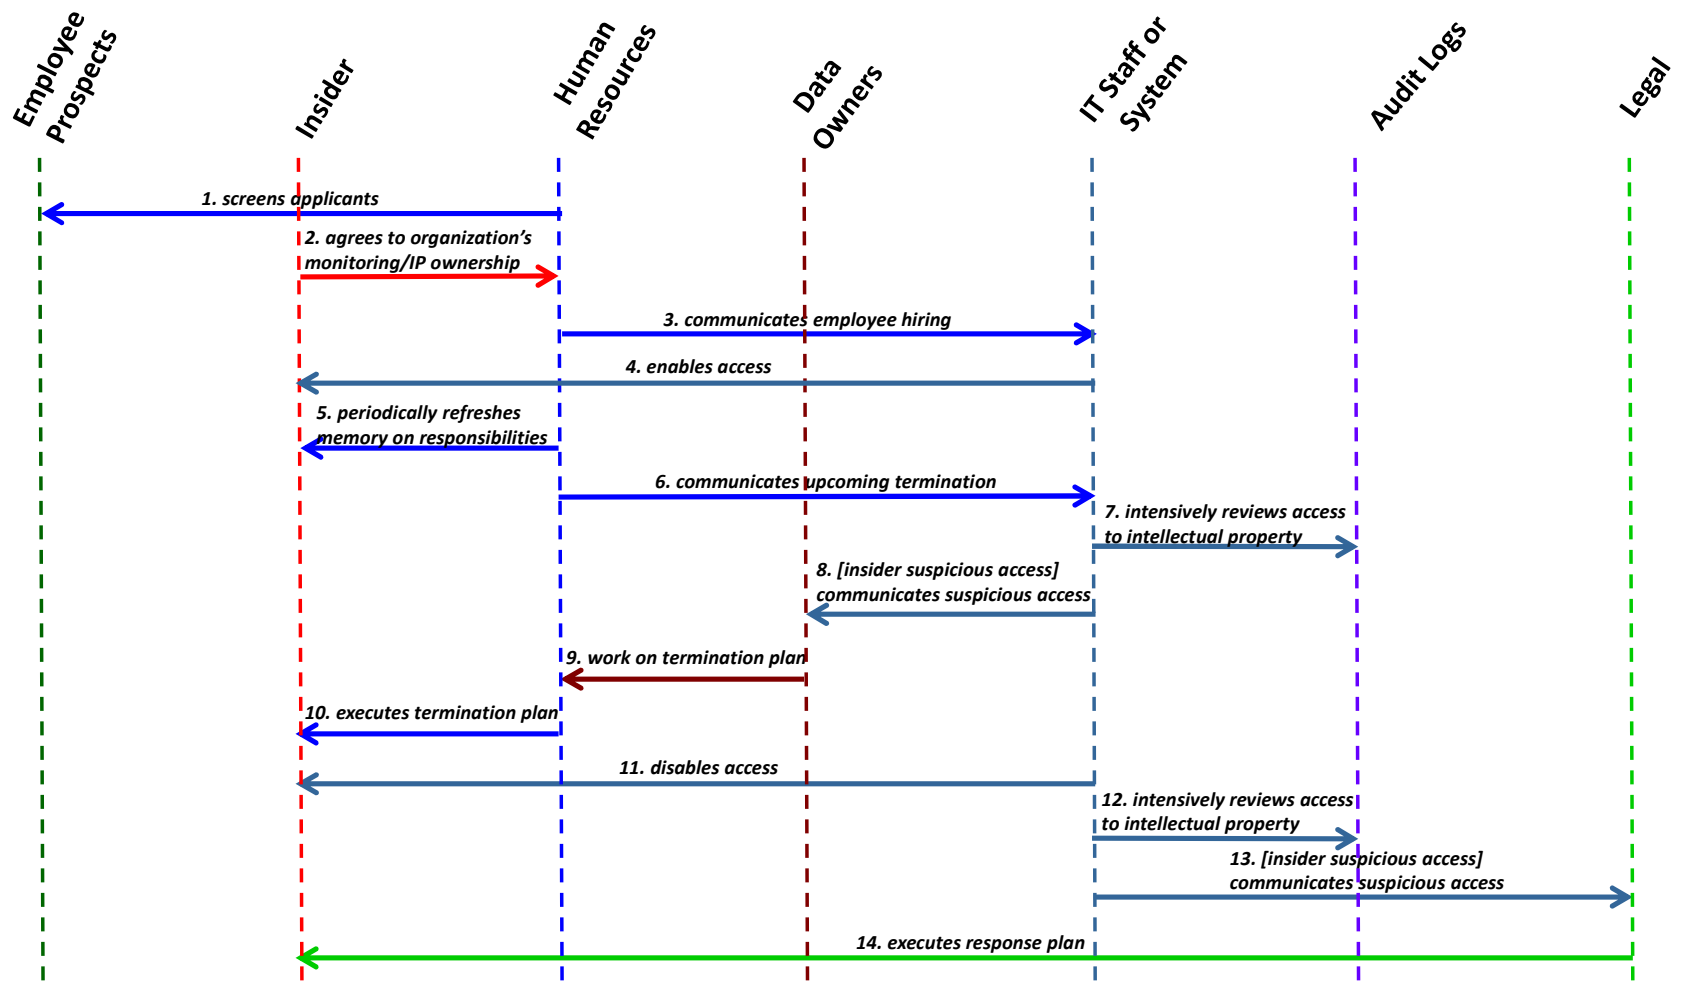 Employee
Prospects
Insider
Human
Resources
Data
Owners
IT Staff or
System
Audit Logs
Legal
1. screens applicants
2. agrees to organization’s
monitoring/IP ownership
3. communicates employee hiring
4. enables access
5. periodically refreshes
memory on responsibilities
6. communicates upcoming termination
7. intensively reviews access
to intellectual property
8. [insider suspicious access]
communicates suspicious access
9. work on termination plan
10. executes termination plan
11. disables access
12. intensively reviews access
to intellectual property
13. [insider suspicious access]
communicates suspicious access
14. executes response plan